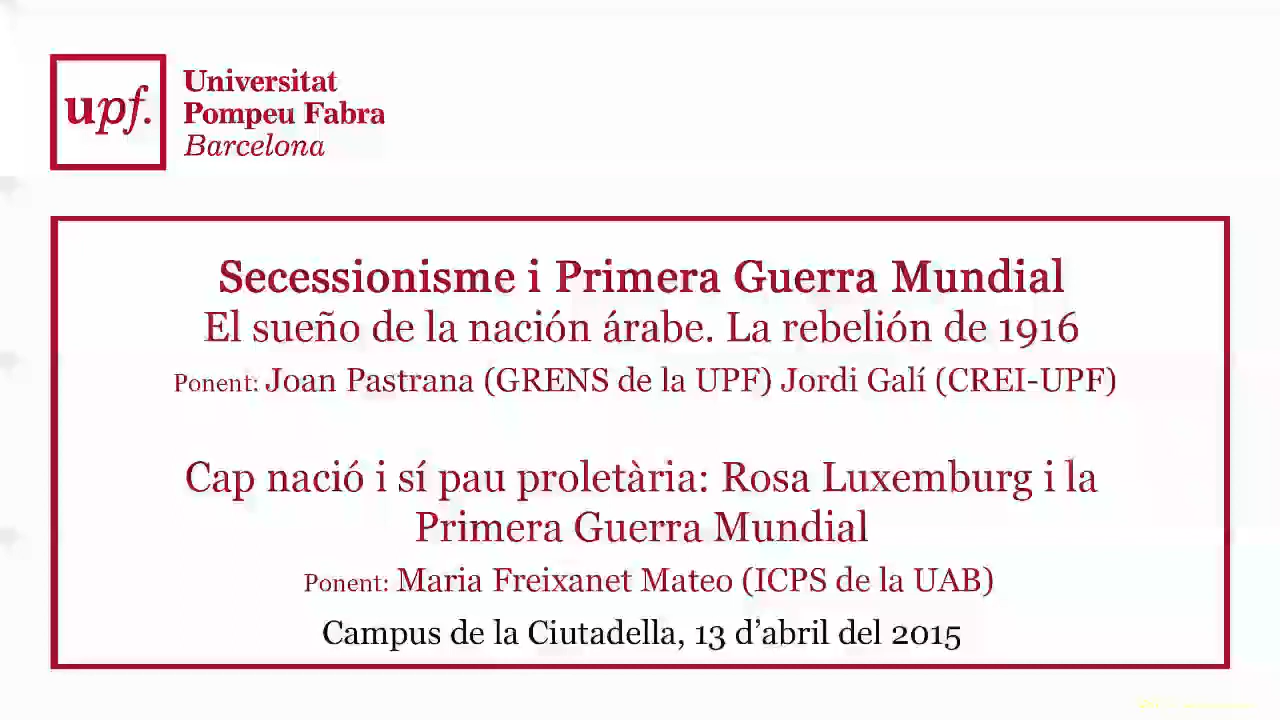 upf.
Universitat
Pompeu Fabra
Barcelona
Secessionisme i Primera Guerra Mundial
El sueño de la nación árabe. La rebelión de 1916
Ponent: Joan Pastrana (GRENS de la UPF) Jordi Galí (CREI-UPF)
Cap nació i sí pau proletària: Rosa Luxemburg i la
Primera Guerra Mundial
Ponent: Maria Freixanet Mateo (ICPS de la UAB)
Campus de la Ciutadella, 13 d’abril del 2015